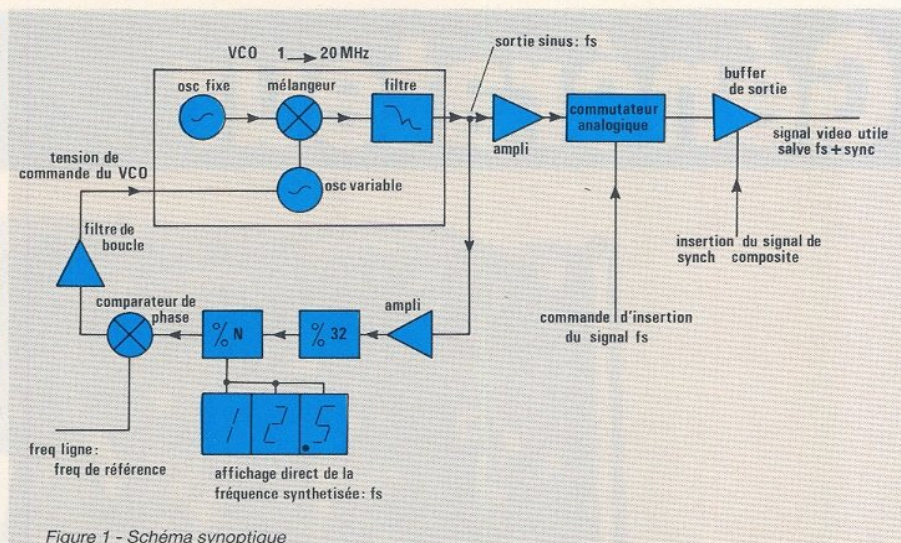 VCO 1 → 20 MHz
sortie sinus: fs
osc fixe
mélangeur
filtre
buffer
de sortie
commutateur
analogique
ampli
signal video utile
salve fs + sync
tension de
commande du VCO
osc variable
filtre de
boucle
insertion du signal de
synch composite
comparateur de
phase
ampli
% N
% 32
commande d'insertion
du signal fs
1 2 .5
freq ligne:
freq de référence
affichage direct de la
fréquence synthetisée: fs
Figure 1 - Schéma synoptique